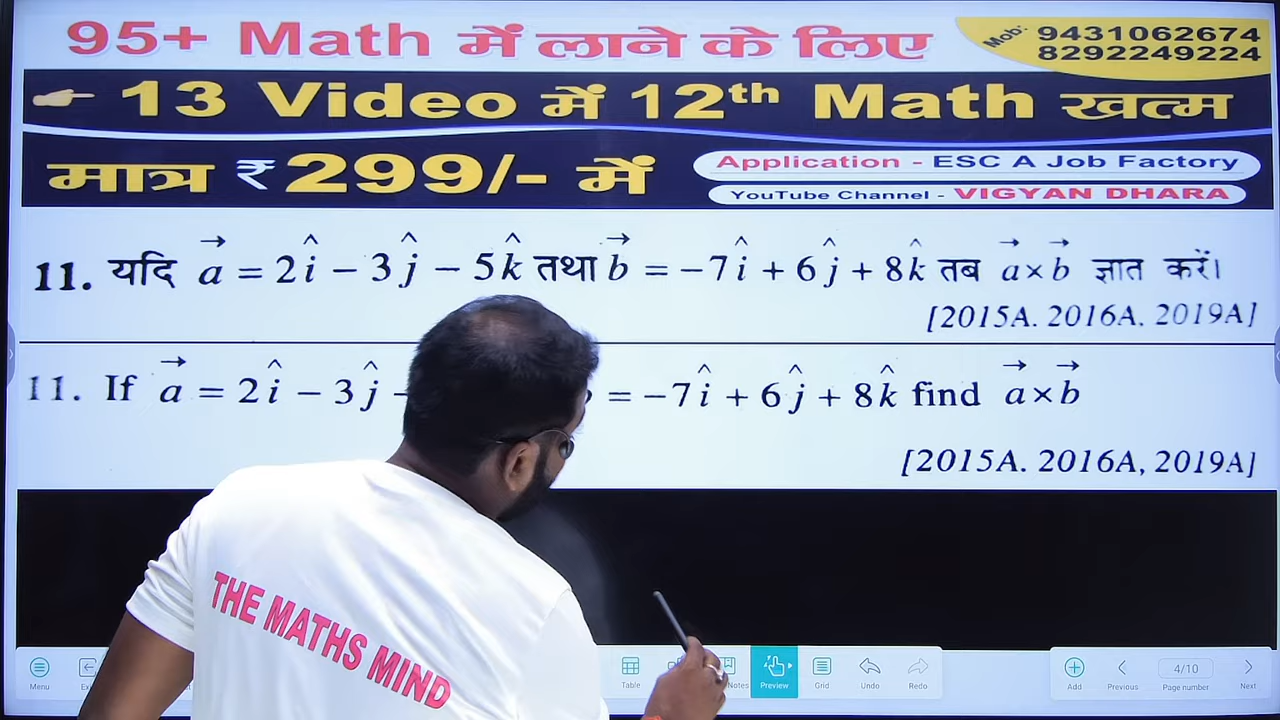 95+ Math में लाने के लिए
Mob:- 9431062674
8292249224
13 Video में 12th Math खत्म
मात्र ₹299/- में
Application - ESC A Job Factory
YouTube Channel - VIGYAN DHARA
11. यदि a⃗ = 2î − 3ĵ − 5k̂ तथा b⃗ = −7î + 6ĵ + 8k̂ तब a⃗×b⃗ ज्ञात करें।
[2015A. 2016A. 2019A]
11. If a⃗ = 2î − 3ĵ − = −7î + 6ĵ + 8k̂ find a⃗×b⃗
[2015A. 2016A, 2019A]
THE MATHS MIND
Menu Table Notes Preview Grid Undo Redo Add Previous 4/10 Page number Next